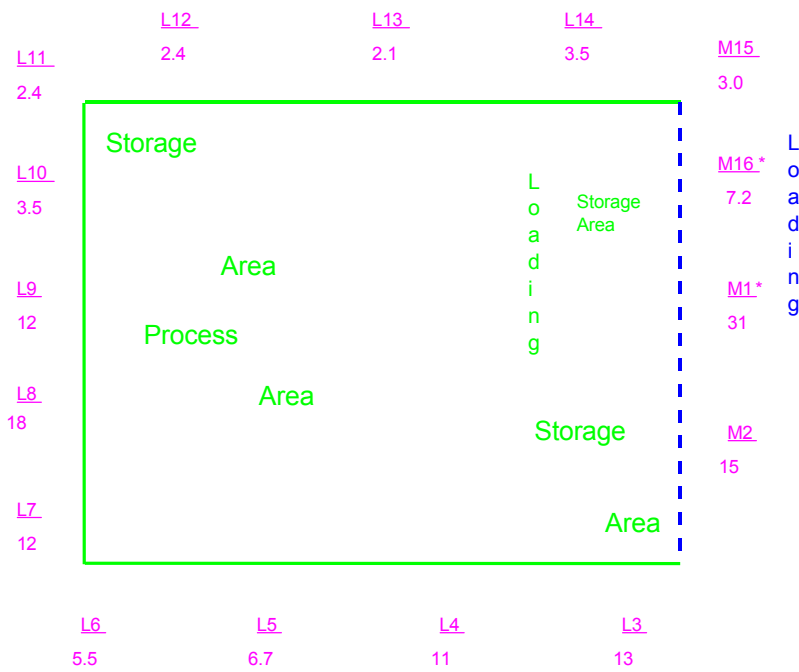 L12
2.4
L13
2.1
L14
3.5
L11
2.4
M15
3.0
Storage
L10
3.5
Loading
Storage
Area
M16 *
7.2
Loading
Area
L9
12
Process
M1 *
31
L8
18
Area
Storage
M2
15
L7
12
Area
L6
5.5
L5
6.7
L4
11
L3
13